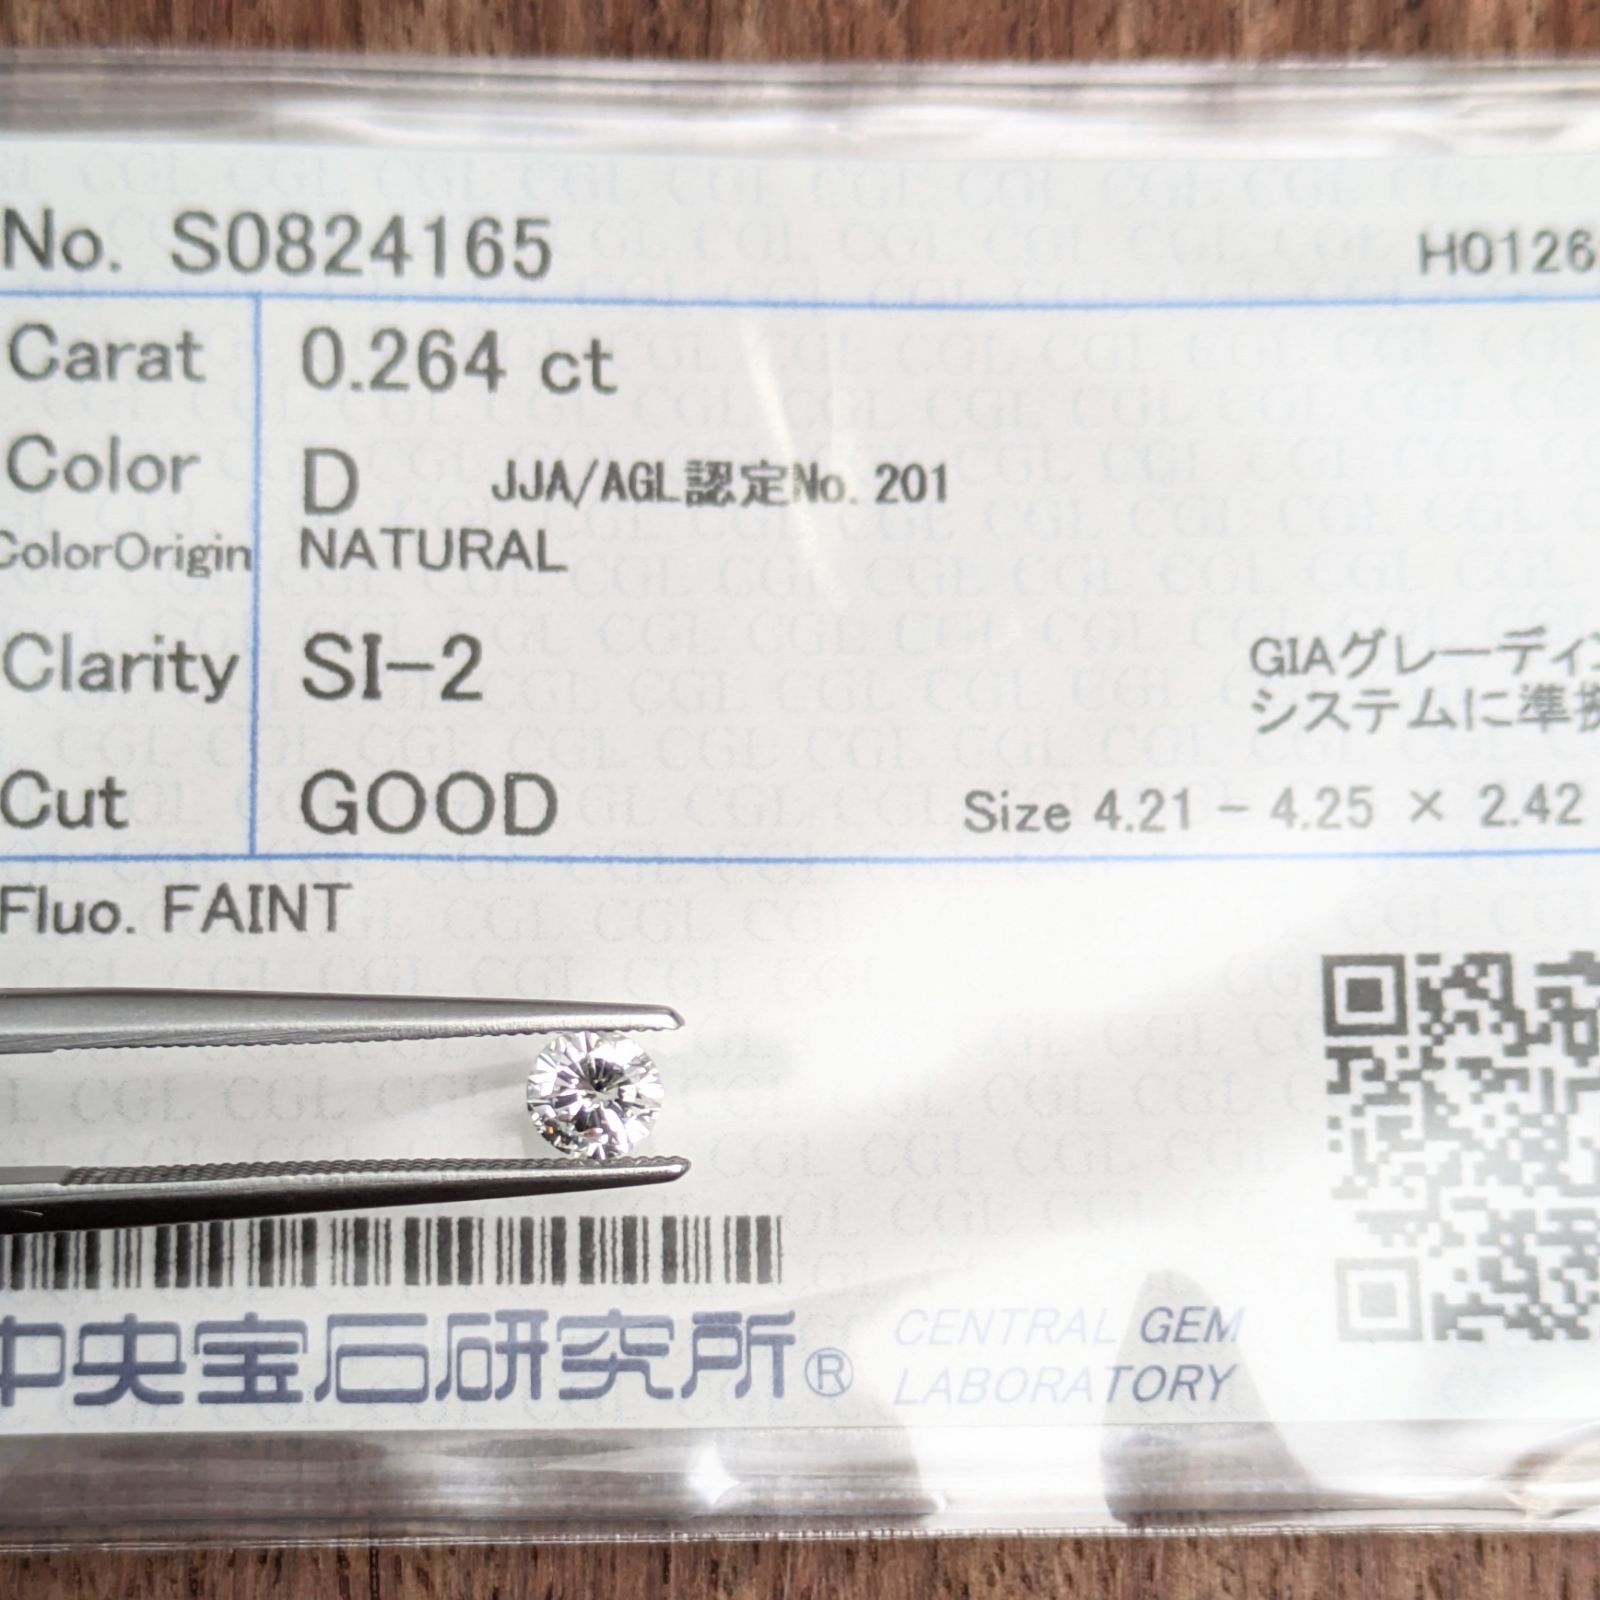 No. S0824165
H0126
Carat 0.264 ct
Color D JJA/AGL認定No. 201
ColorOrigin NATURAL
Clarity SI-2
GIAグレーディン
システムに準拠
Cut GOOD Size 4.21 - 4.25 × 2.42
Fluo. FAINT
中央宝石研究所®
CENTRAL GEM
LABORATORY